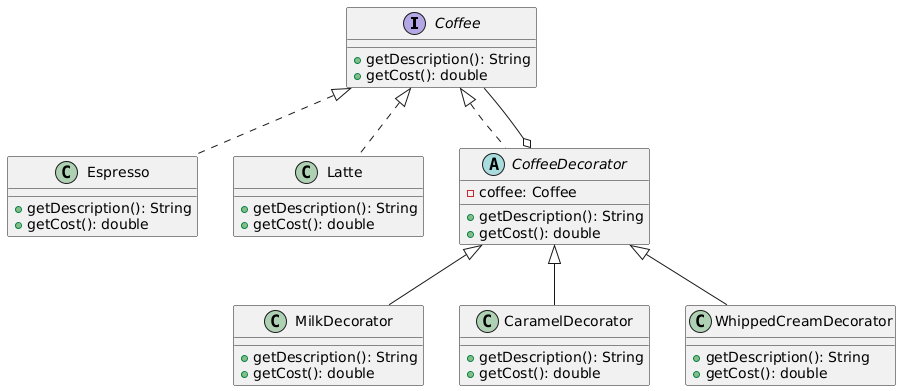 I Coffee
getDescription(): String
getCost(): double
C Espresso
getDescription(): String
getCost(): double
C Latte
getDescription(): String
getCost(): double
A CoffeeDecorator
coffee: Coffee
getDescription(): String
getCost(): double
C MilkDecorator
getDescription(): String
getCost(): double
C CaramelDecorator
getDescription(): String
getCost(): double
C WhippedCreamDecorator
getDescription(): String
getCost(): double